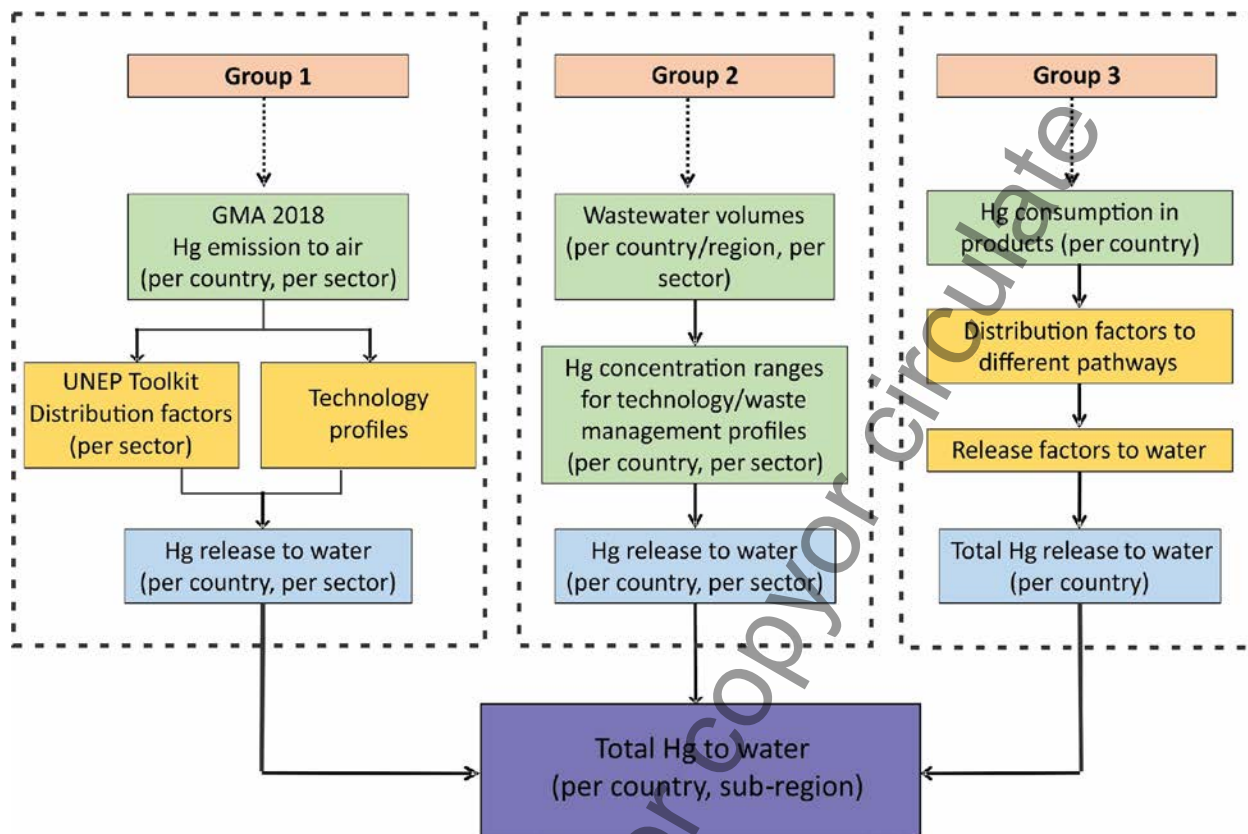 Group 1
GMA 2018
Hg emission to air
(per country, per sector)
UNEP Toolkit
Distribution factors
(per sector)
Technology
profiles
Hg release to water
(per country, per sector)
Group 2
Wastewater volumes
(per country/region, per
sector)
Hg concentration ranges
for technology/waste
management profiles
(per country, per sector)
Hg release to water
(per country, per sector)
Group 3
Hg consumption in
products (per country)
Distribution factors to
different pathways
Release factors to water
Total Hg release to water
(per country)
Total Hg to water
(per country, sub-region)
or copyor circulate